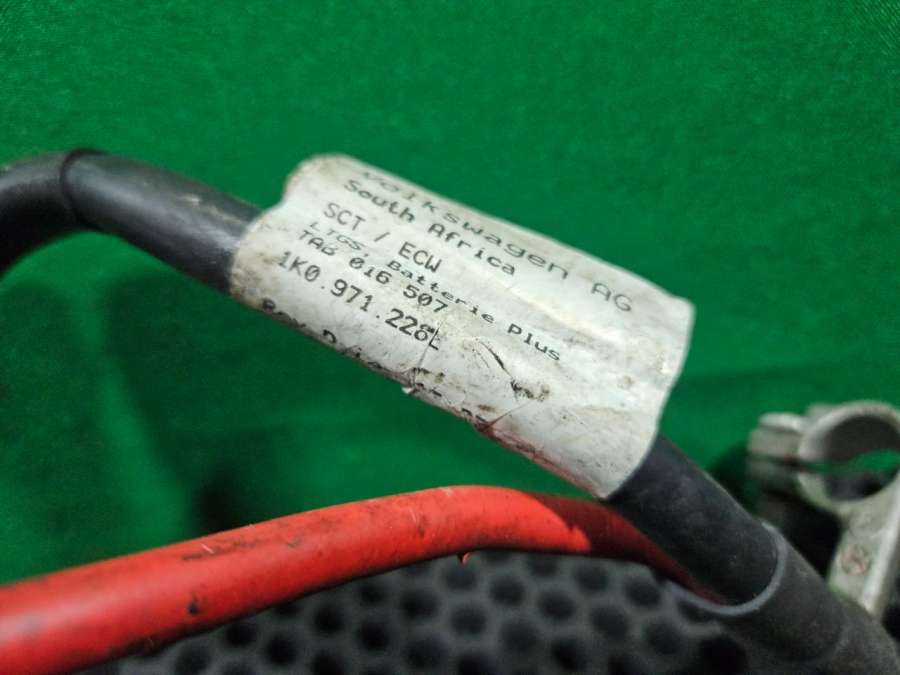 Volkswagen AG
South Africa
SCT / ECW
LTGS, Batterie Plus
TAB 016 507
1K0.971.228L